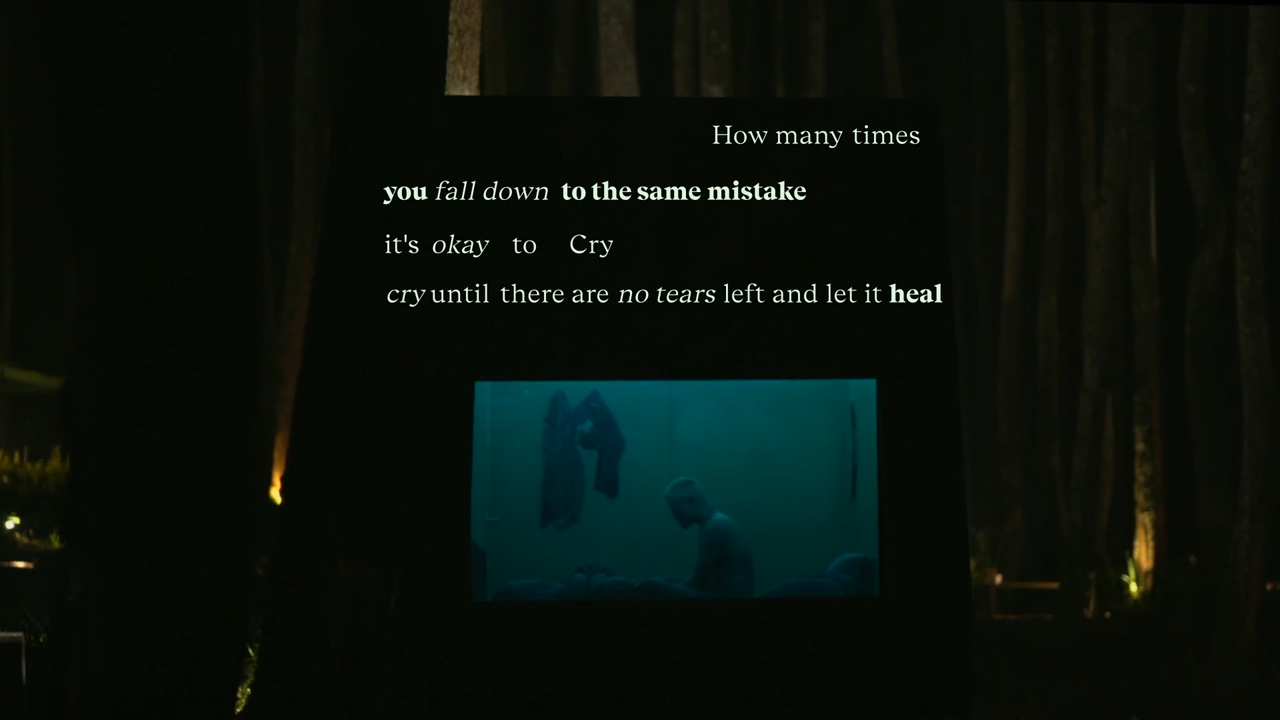 How many times
you fall down to the same mistake
it's okay to Cry
cry until there are no tears left and let it heal